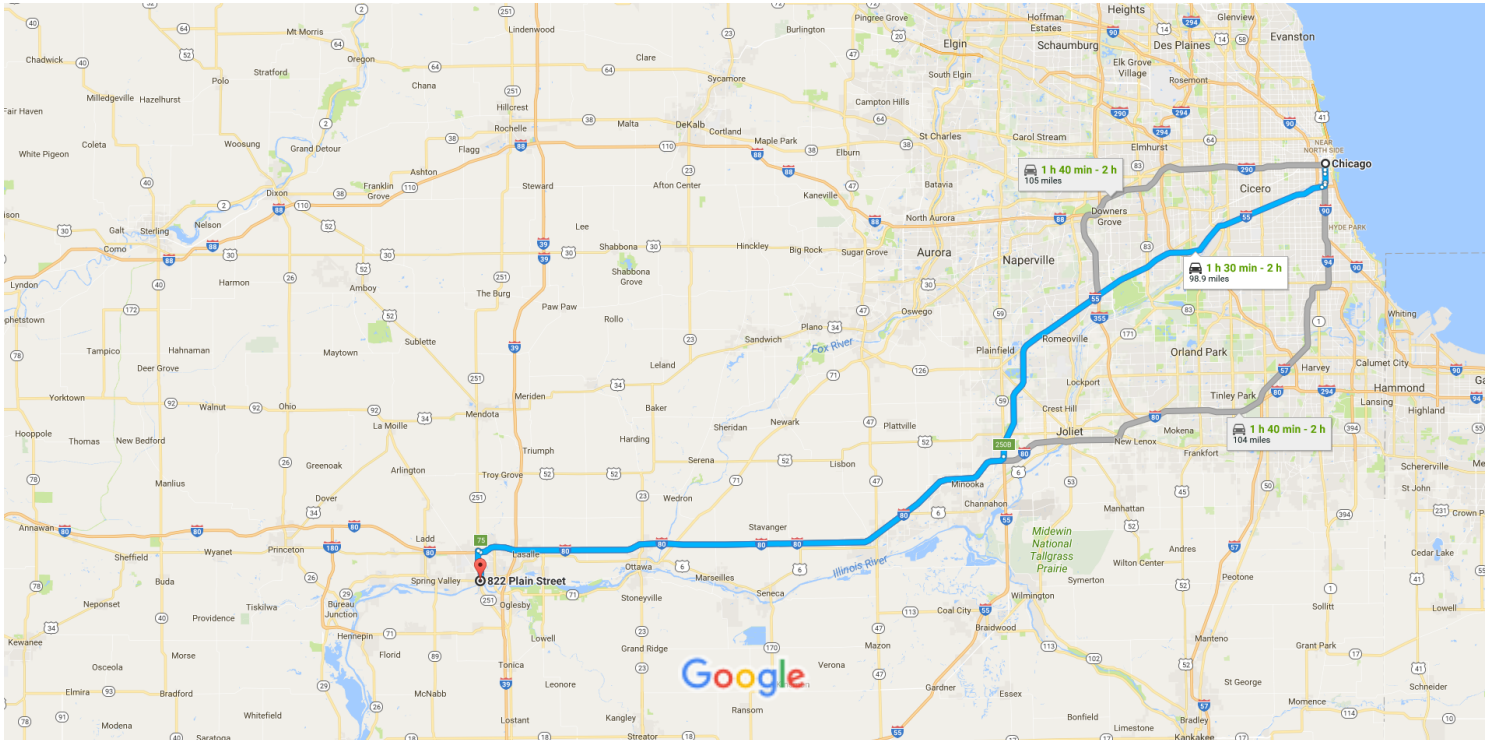 Mt Morris
Oregon
Lindenwood
Pingree Grove
Burlington
Elgin
Hoffman
Estates
Heights
Glenview
Schaumburg
Des Plaines
Evanston
Chadwick
Polo
Stratford
Chana
Clare
Sycamore
South Elgin
Elk Grove
Village
Rosemont
Milledgeville
Hazelhurst
Fair Haven
Hillcrest
Rochelle
Malta
DeKalb
Cortland
Maple Park
Campton Hills
St Charles
Carol Stream
Elmhurst
NEAR
NORTH SIDE
Chicago
White Pigeon
Coleta
Woosung
Grand Detour
Flagg
Elburn
1 h 40 min - 2 h
105 miles
Cicero
Ashton
Franklin
Grove
Dixon
Steward
Afton Center
Kaneville
Batavia
North Aurora
Downers
Grove
HYDE PARK
Galt
Sterling
Nelson
Como
Lee
Shabbona
Shabbona
Grove
Hinckley
Big Rock
Sugar Grove
Aurora
Naperville
1 h 30 min - 2 h
98.9 miles
Lyndon
Harmon
Amboy
The Burg
Paw Paw
Rollo
Oswego
Whiting
Tampico
Hahnaman
Deer Grove
Maytown
Sublette
Leland
Sandwich
Plano
Fox River
Plainfield
Romeoville
Orland Park
Harvey
Calumet City
Hammond
Yorktown
Walnut
Ohio
La Moille
Mendota
Meriden
Baker
Lockport
Tinley Park
Lansing
Highland
Hooppole
Thomas
New Bedford
Harding
Sheridan
Newark
Plattville
Crest Hill
Joliet
Mokena
New Lenox
Frankfort
1 h 40 min - 2 h
104 miles
Greenoak
Arlington
Triumph
Troy Grove
Serena
Lisbon
250B
Schererville
St John
Manlius
Dover
Wedron
Minooka
Channahon
Manhattan
Annawan
Sheffield
Wyanet
Princeton
Ladd
75
Lasalle
Stavanger
Midewin
National
Tallgrass
Prairie
Andres
Cedar Lake
Buda
Spring Valley
822 Plain Street
Ottawa
Marseilles
Illinois River
Symerton
Wilton Center
Peotone
Neponset
Tiskilwa
Providence
Bureau
Junction
Oglesby
Stoneyville
Seneca
Coal City
Wilmington
Sollitt
Lowell
Kewanee
Morse
Hennepin
Florid
Lowell
Grand Ridge
Braidwood
Manteno
Grant Park
Osceola
Tonica
Google
Verona
Mazon
Elmira
Bradford
McNabb
Leonore
Ransom
Gardner
Essex
St George
Momence
Schneider
Modena
Whitefield
Saratoga
Lostant
Kangley
Streator
Bonfield
Limestone
Bradley
Kankakee